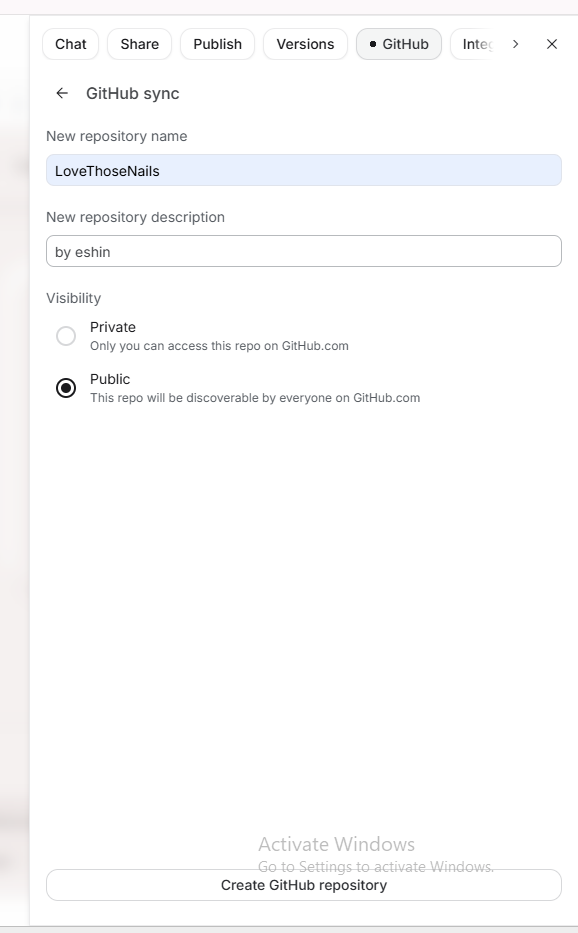 Chat
Share
Publish
Versions
GitHub
GitHub sync
New repository name
LoveThoseNails
New repository description
by eshin
Visibility
Private
Only you can access this repo on GitHub.com
Public
This repo will be discoverable by everyone on GitHub.com
Activate Windows
Go to Settings to activate Windows.
Create GitHub repository